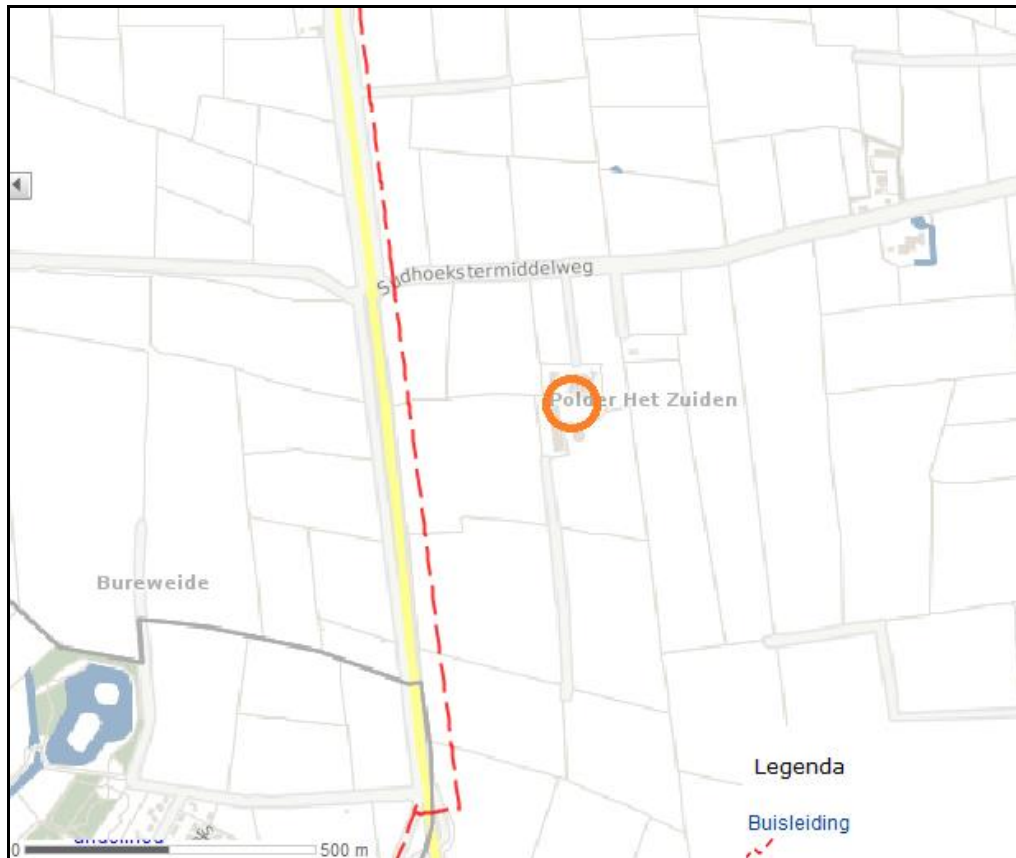 Sudhoekstermiddelweg
Polder Het Zuiden
Bureweide
Legenda
Buisleiding
0 500 m